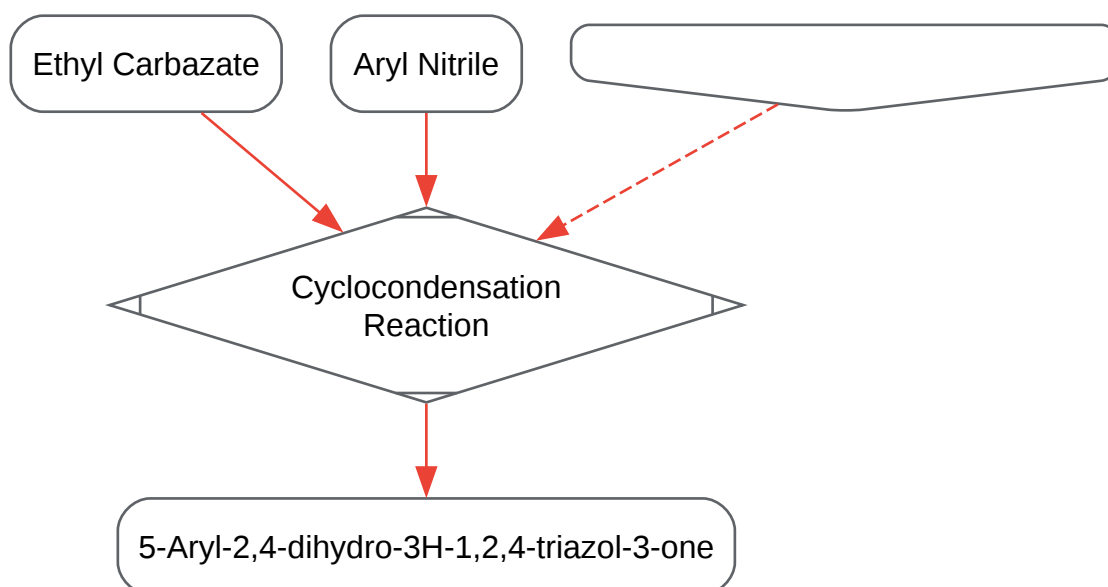 Ethyl Carbazate
Aryl Nitrile
Cyclocondensation
Reaction
5-Aryl-2,4-dihydro-3H-1,2,4-triazol-3-one